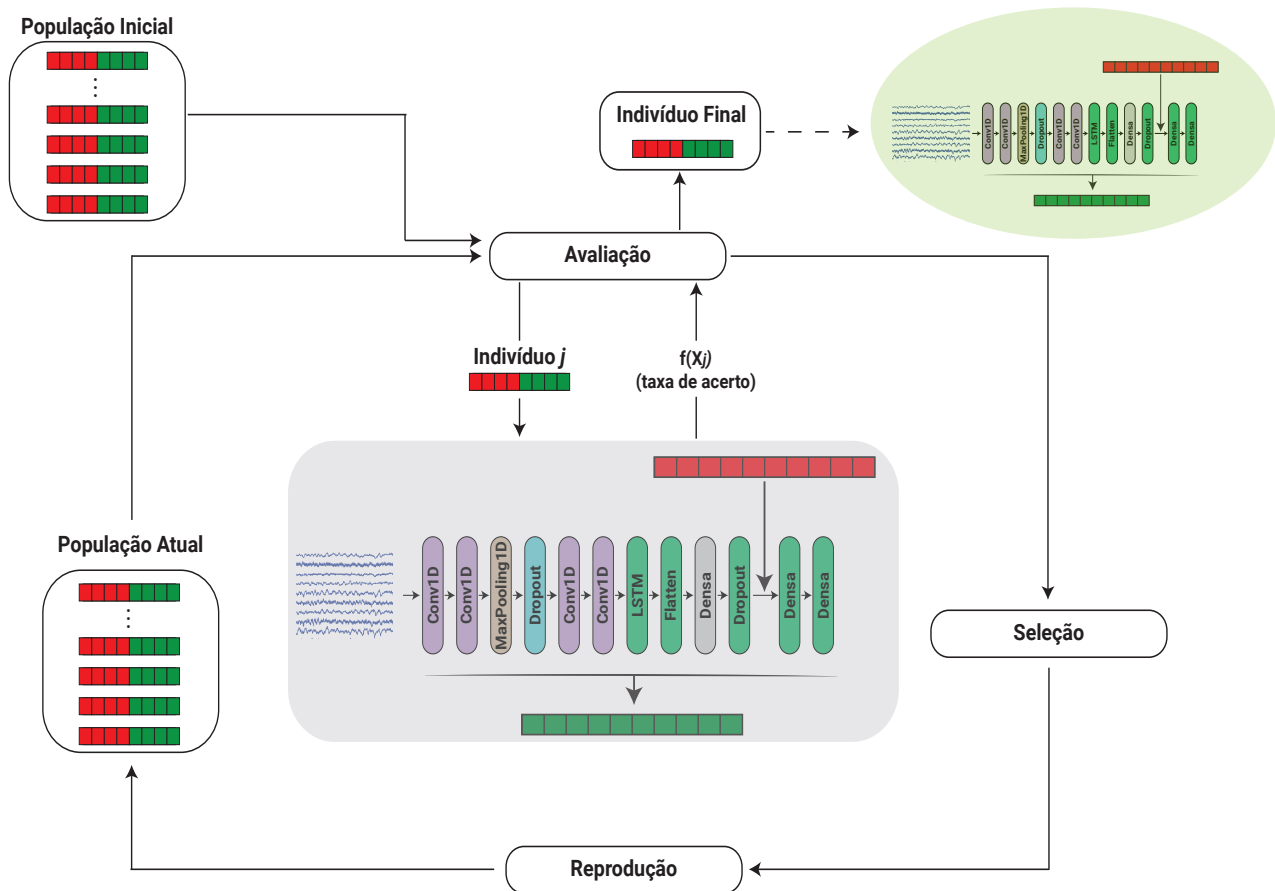 População Inicial
Indivíduo Final
Conv1D
Conv1D
MaxPooling1D
Dropout
Conv1D
Conv1D
LSTM
Flatten
Densa
Dropout
Densa
Densa
Avaliação
Indivíduo j
f(Xj)
(taxa de acerto)
Conv1D
Conv1D
MaxPooling1D
Dropout
Conv1D
Conv1D
LSTM
Flatten
Densa
Dropout
Densa
Densa
População Atual
Seleção
Reprodução